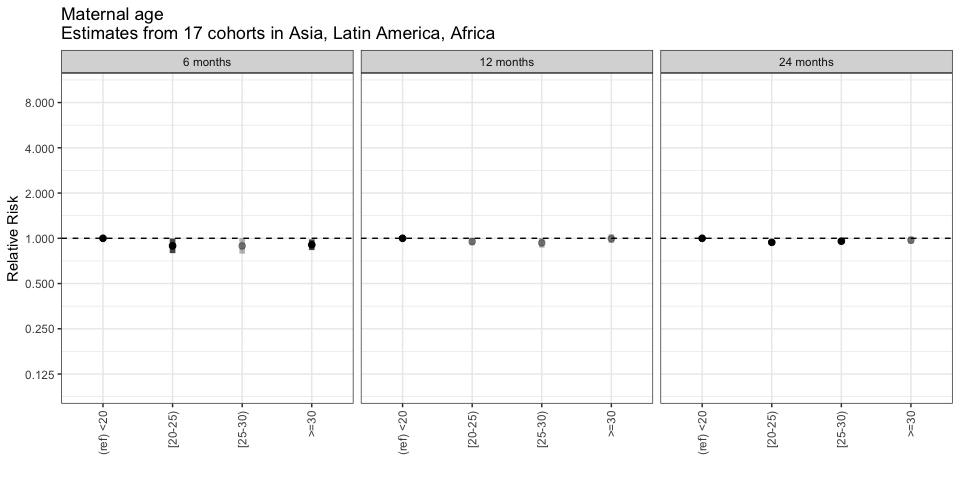 Maternal age
Estimates from 17 cohorts in Asia, Latin America, Africa
6 months
12 months
24 months
Relative Risk
8.000
4.000
2.000
1.000
0.500
0.250
0.125
(ref) <20
[20-25)
[25-30)
>=30
(ref) <20
[20-25)
[25-30)
>=30
(ref) <20
[20-25)
[25-30)
>=30